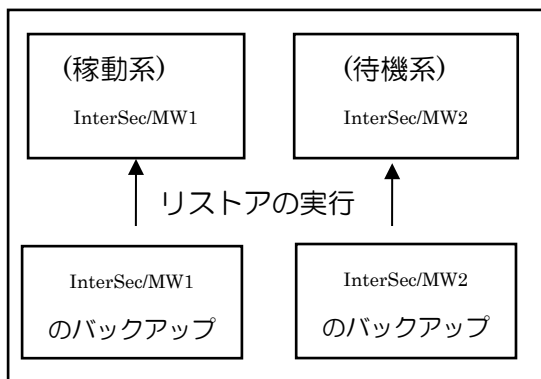 (稼動系)
InterSec/MW1
(待機系)
InterSec/MW2
リストアの実行
InterSec/MW1
のバックアップ
InterSec/MW2
のバックアップ